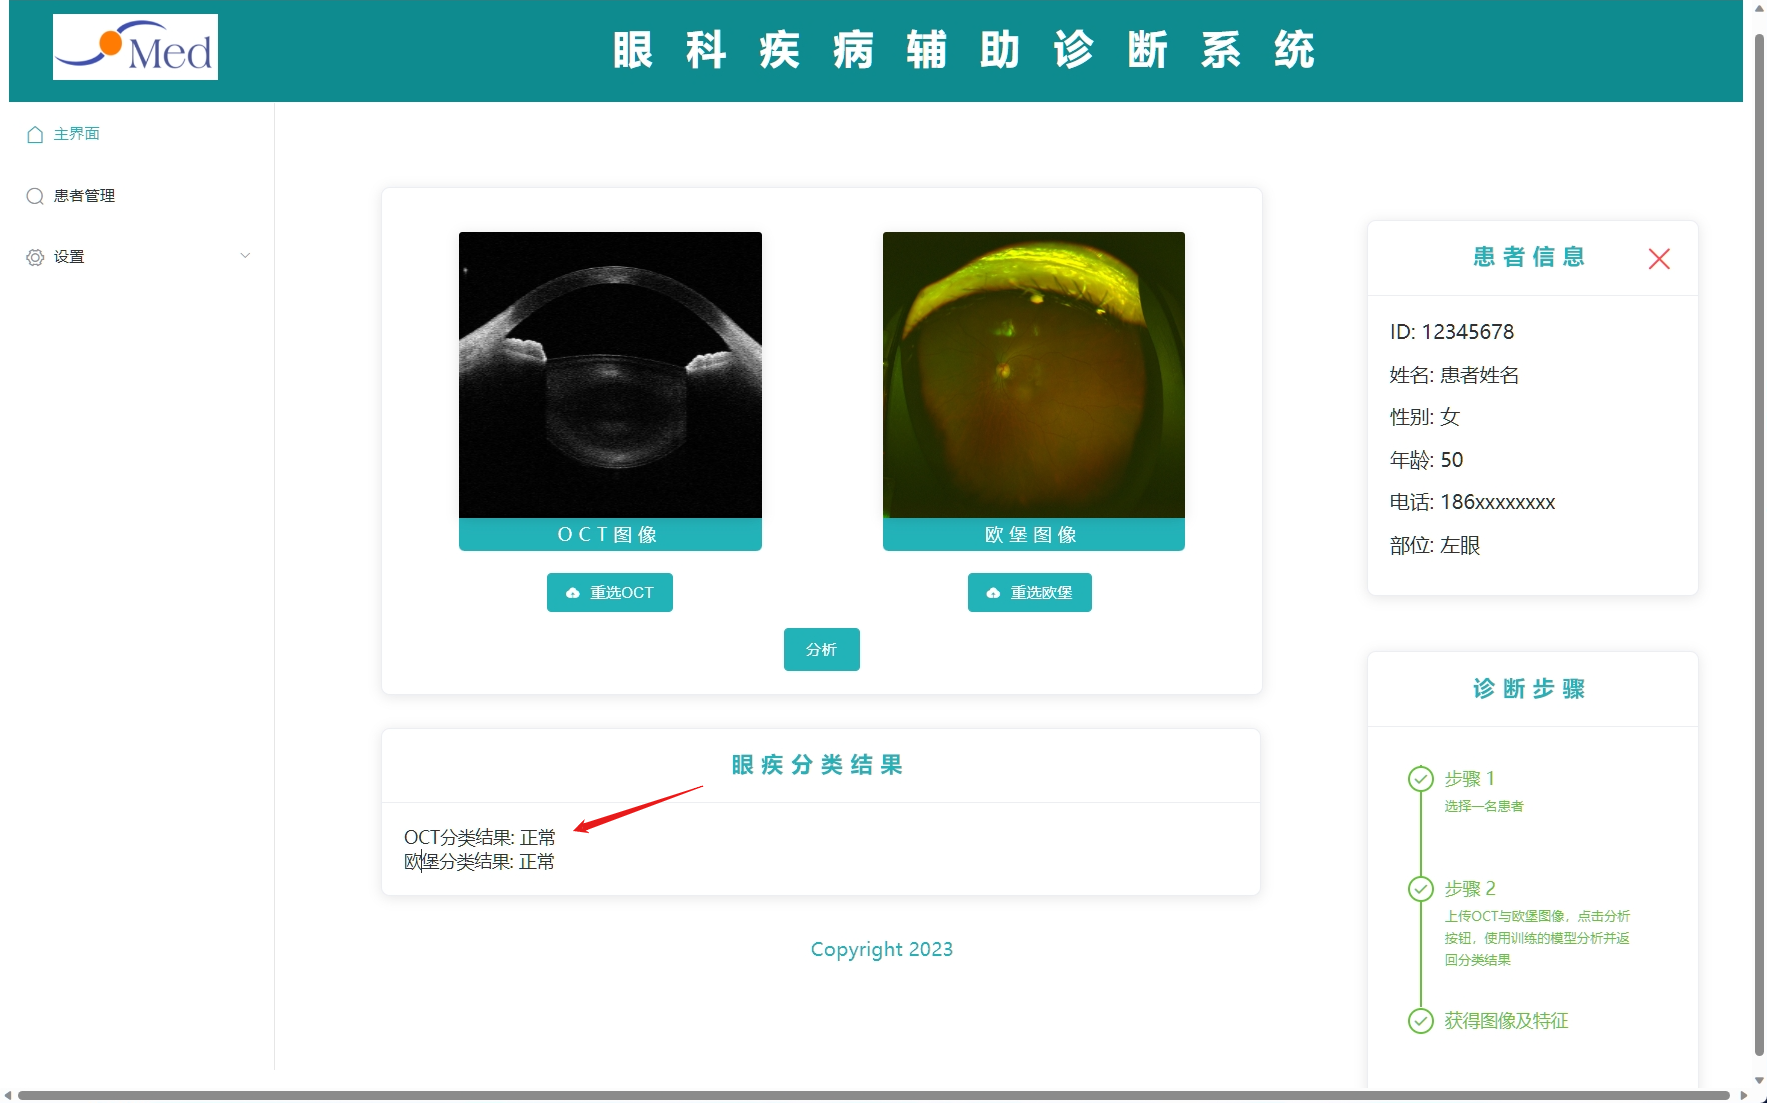 Med
眼科疾病辅助诊断系统
主界面
患者管理
设置
OCT图像
欧堡图像
重选OCT
重选欧堡
分析
眼疾分类结果
OCT分类结果: 正常
欧堡分类结果: 正常
Copyright 2023
患者信息
ID: 12345678
姓名: 患者姓名
性别: 女
年龄: 50
电话: 186xxxxxxxx
部位: 左眼
诊断步骤
步骤 1
选择一名患者
步骤 2
上传OCT与欧堡图像，点击分析
按钮，使用训练的模型分析并返
回分类结果
获得图像及特征